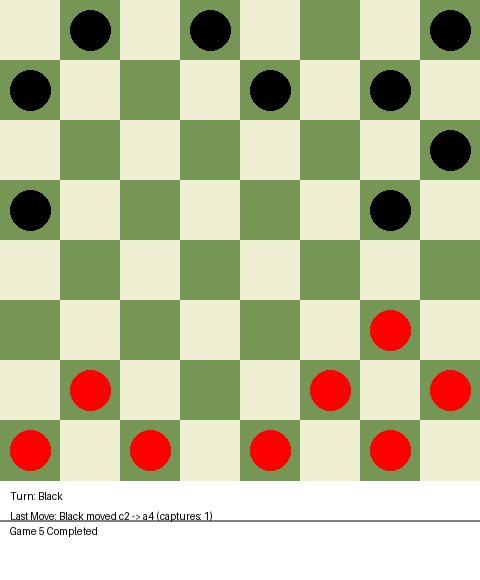 Turn: Black
Last Move: Black moved c2 -> a4 (captures: 1)
Game 5 Completed